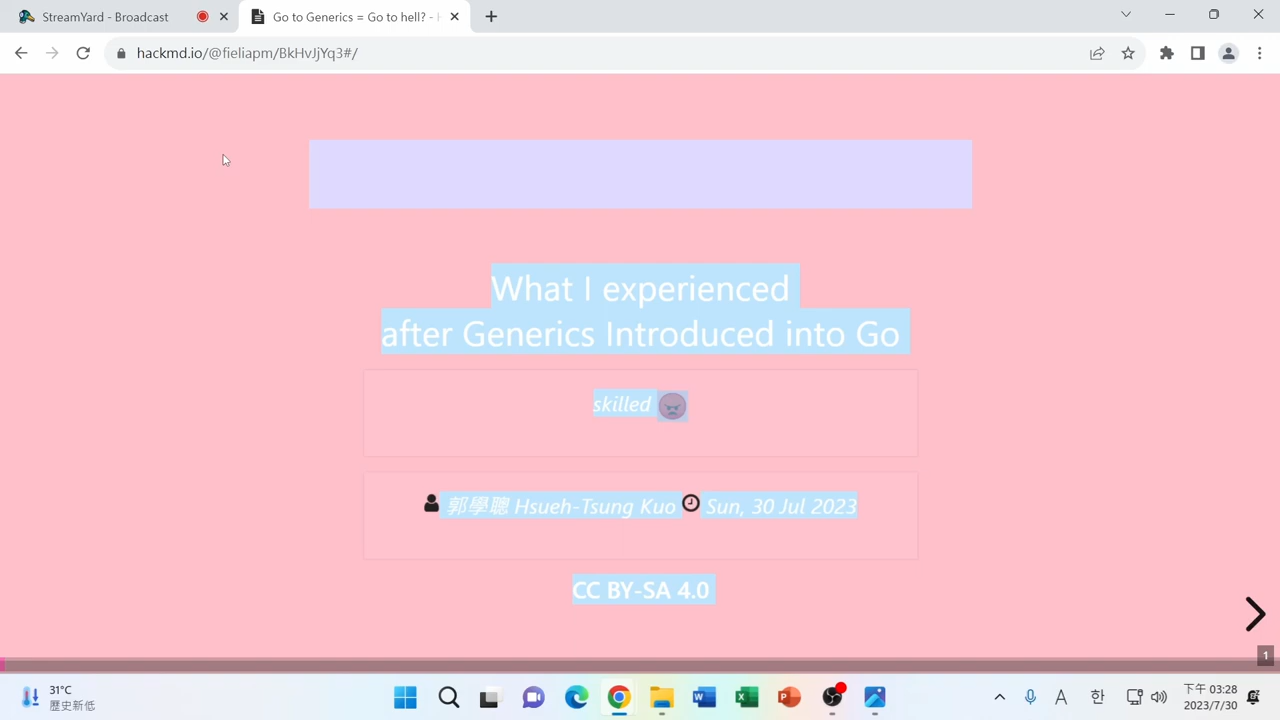 StreamYard - Broadcast
Go to Generics = Go to hell? -
hackmd.io/@fieliapm/BkHvJjYq3#/
What I experienced
after Generics Introduced into Go
skilled
郭學聰 Hsueh-Tsung Kuo Sun, 30 Jul 2023
CC BY-SA 4.0
1
31°C
歷史新低
A
한
下午 03:28
2023/7/30